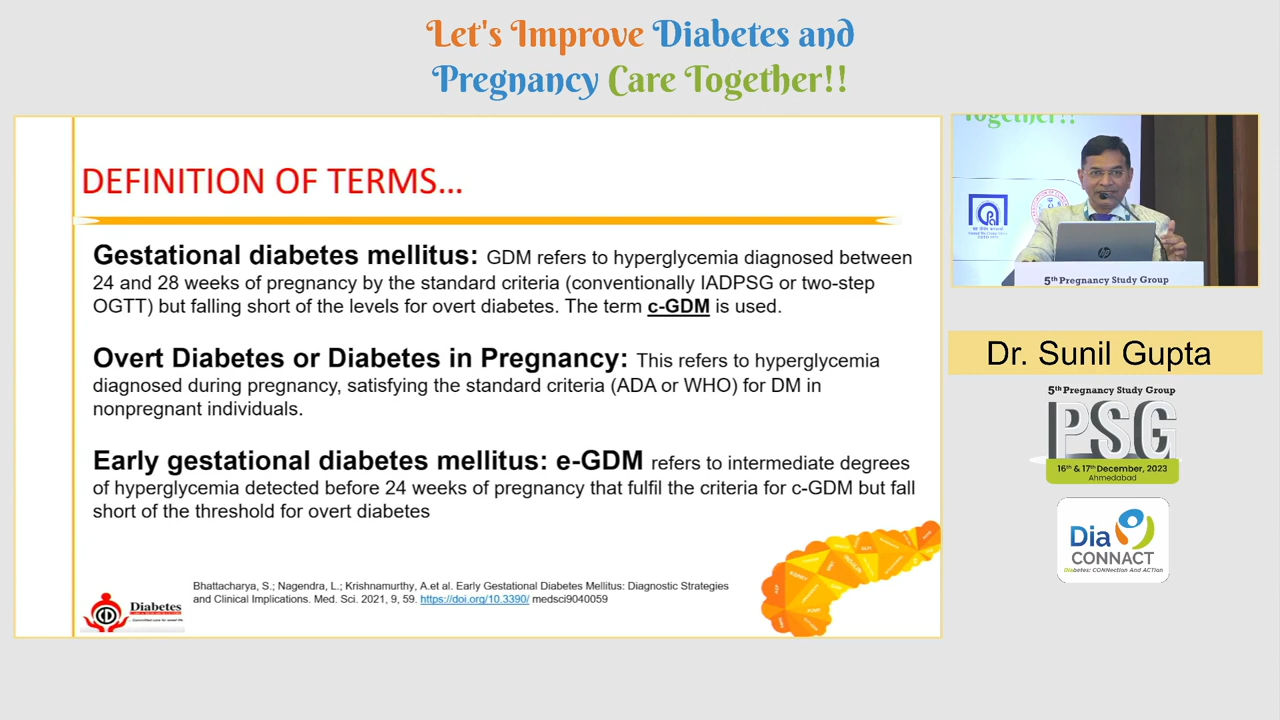 Let's Improve Diabetes and
Pregnancy Care Together!!
DEFINITION OF TERMS...
Gestational diabetes mellitus: GDM refers to hyperglycemia diagnosed between
24 and 28 weeks of pregnancy by the standard criteria (conventionally IADPSG or two-step
OGTT) but falling short of the levels for overt diabetes. The term c-GDM is used.
Overt Diabetes or Diabetes in Pregnancy: This refers to hyperglycemia
diagnosed during pregnancy, satisfying the standard criteria (ADA or WHO) for DM in
nonpregnant individuals.
Early gestational diabetes mellitus: e-GDM refers to intermediate degrees
of hyperglycemia detected before 24 weeks of pregnancy that fulfil the criteria for c-GDM but fall
short of the threshold for overt diabetes
Bhattacharya, S.; Nagendra, L.; Krishnamurthy, A.et al. Early Gestational Diabetes Mellitus: Diagnostic Strategies
and Clinical Implications. Med. Sci. 2021, 9, 59. https://doi.org/10.3390/ medsci9040059
Diabetes
Together!!
hp
5th Pregnancy Study Group
Dr. Sunil Gupta
5th Pregnancy Study Group
PSG
16th & 17th December, 2023
Ahmedabad
Dia
CONNACT
Diabetes: CONNection And ACTion